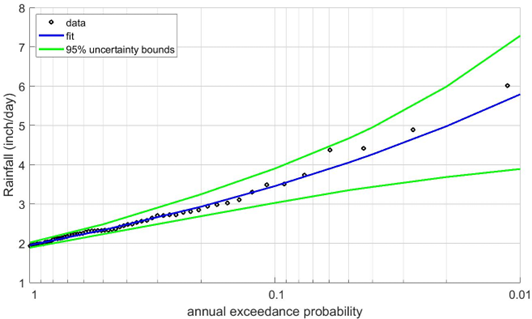 8
7
6
5
4
3
2
1
Rainfall (inch/day)
data
fit
95% uncertainty bounds
1
0.1
0.01
annual exceedance probability